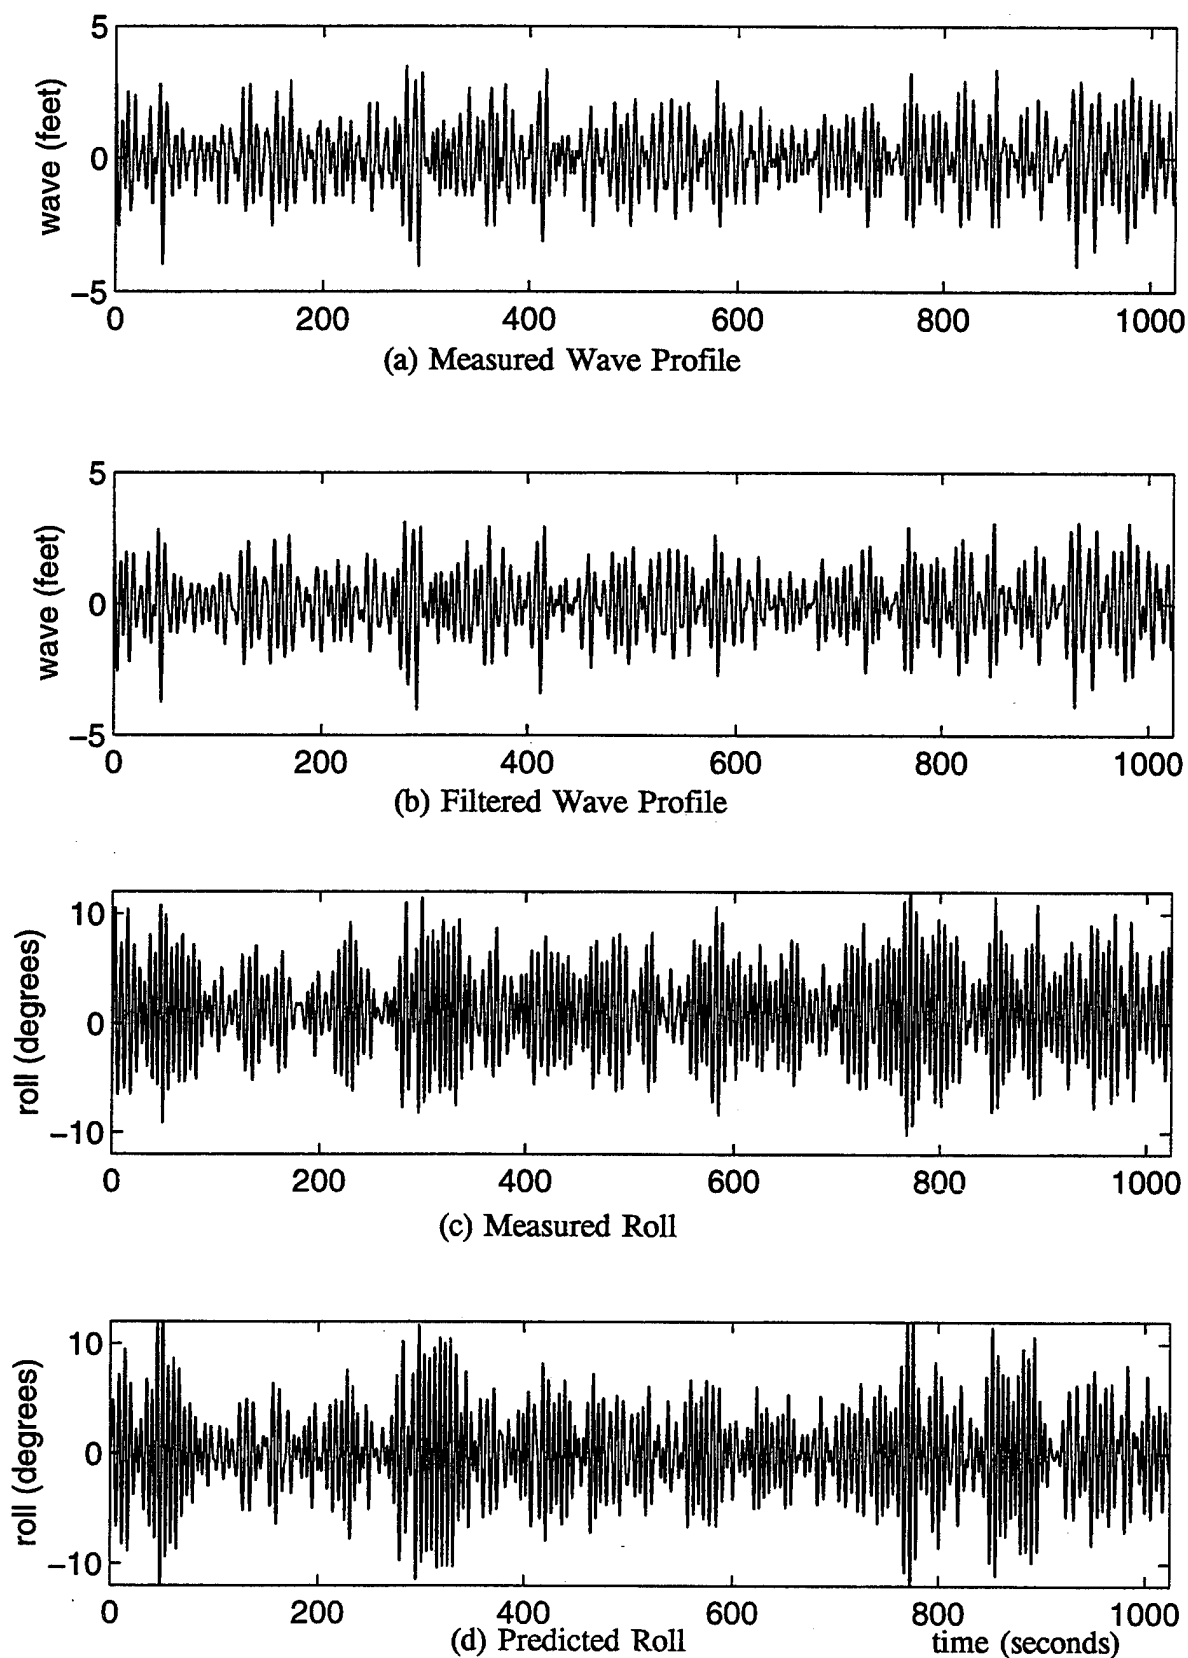 5
0
−5
wave (feet)
0 200 400 600 800 1000
(a) Measured Wave Profile
5
0
−5
wave (feet)
0 200 400 600 800 1000
(b) Filtered Wave Profile
10
0
−10
roll (degrees)
0 200 400 600 800 1000
(c) Measured Roll
10
0
−10
roll (degrees)
0 200 400 600 800 1000
(d) Predicted Roll time (seconds)